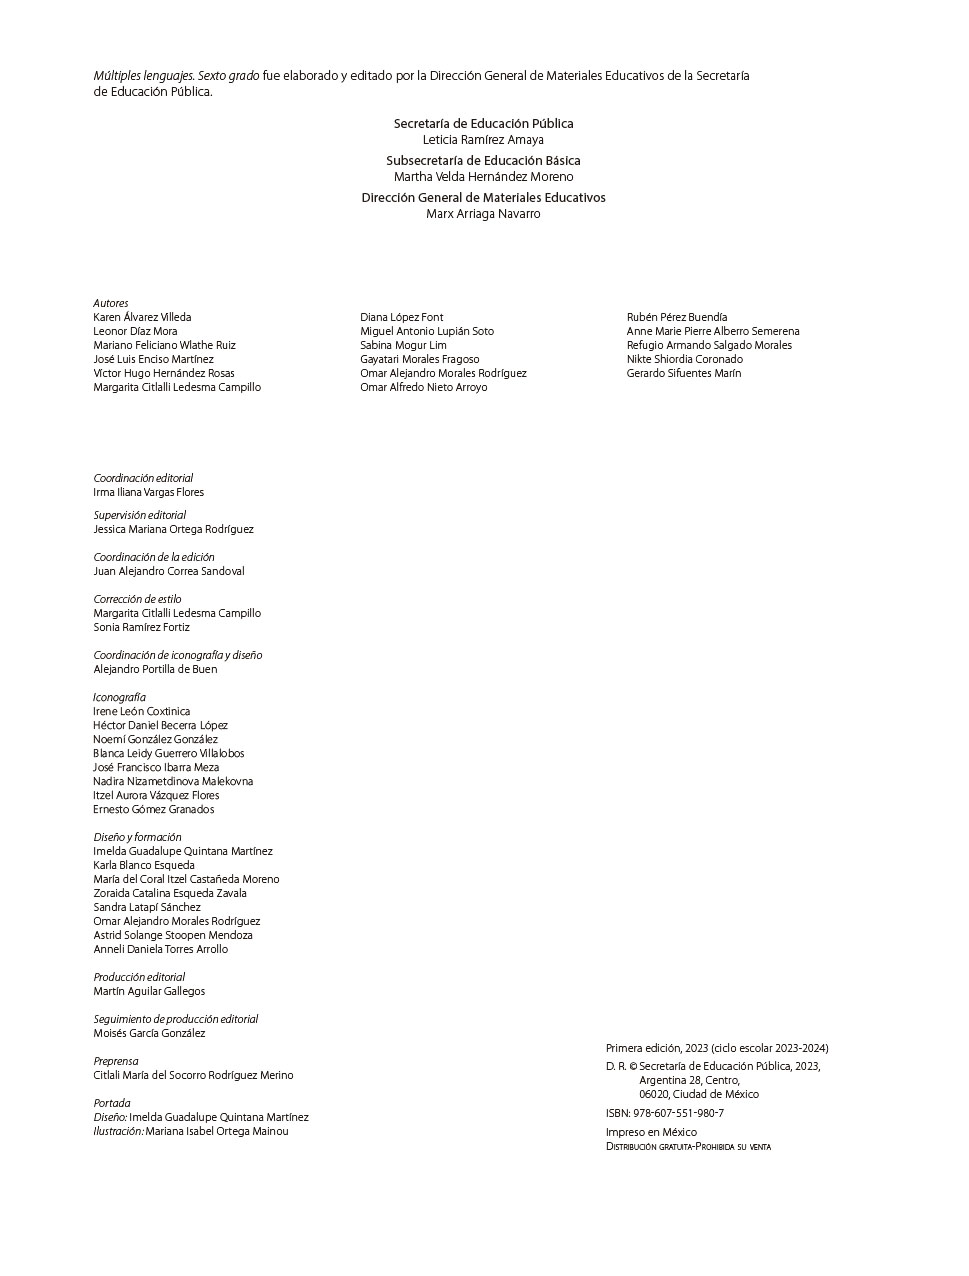 Múltiples lenguajes. Sexto grado fue elaborado y editado por la Dirección General de Materiales Educativos de la Secretaría
de Educación Pública.
Secretaría de Educación Pública
Leticia Ramírez Amaya
Subsecretaría de Educación Básica
Martha Velda Hernández Moreno
Dirección General de Materiales Educativos
Marx Arriaga Navarro
Autores
Karen Álvarez Villeda
Leonor Díaz Mora
Mariano Feliciano Wlathe Ruiz
José Luis Enciso Martínez
Víctor Hugo Hernández Rosas
Margarita Citlalli Ledesma Campillo
Diana López Font
Miguel Antonio Lupián Soto
Sabina Mogur Lim
Gayatari Morales Fragoso
Omar Alejandro Morales Rodríguez
Omar Alfredo Nieto Arroyo
Rubén Pérez Buendía
Anne Marie Pierre Alberro Semerena
Refugio Armando Salgado Morales
Nikte Shiordia Coronado
Gerardo Sifuentes Marín
Coordinación editorial
Irma Iliana Vargas Flores
Supervisión editorial
Jessica Mariana Ortega Rodríguez
Coordinación de la edición
Juan Alejandro Correa Sandoval
Corrección de estilo
Margarita Citlalli Ledesma Campillo
Sonia Ramírez Fortiz
Coordinación de iconografía y diseño
Alejandro Portilla de Buen
Iconografía
Irene León Coxtinica
Héctor Daniel Becerra López
Noemí González González
Blanca Leidy Guerrero Villalobos
José Francisco Ibarra Meza
Nadira Nizametdinova Malekovna
Itzel Aurora Vázquez Flores
Ernesto Gómez Granados
Diseño y formación
Imelda Guadalupe Quintana Martínez
Karla Blanco Esqueda
María del Coral Itzel Castañeda Moreno
Zoraida Catalina Esqueda Zavala
Sandra Latapí Sánchez
Omar Alejandro Morales Rodríguez
Astrid Solange Stoopen Mendoza
Anneli Daniela Torres Arrollo
Producción editorial
Martín Aguilar Gallegos
Seguimiento de producción editorial
Moisés García González
Preprensa
Citlali María del Socorro Rodríguez Merino
Portada
Diseño: Imelda Guadalupe Quintana Martínez
Ilustración: Mariana Isabel Ortega Mainou
Primera edición, 2023 (ciclo escolar 2023-2024)
D. R. © Secretaría de Educación Pública, 2023,
Argentina 28, Centro,
06020, Ciudad de México
ISBN: 978-607-551-980-7
Impreso en México
Distribución gratuita-Prohibida su venta